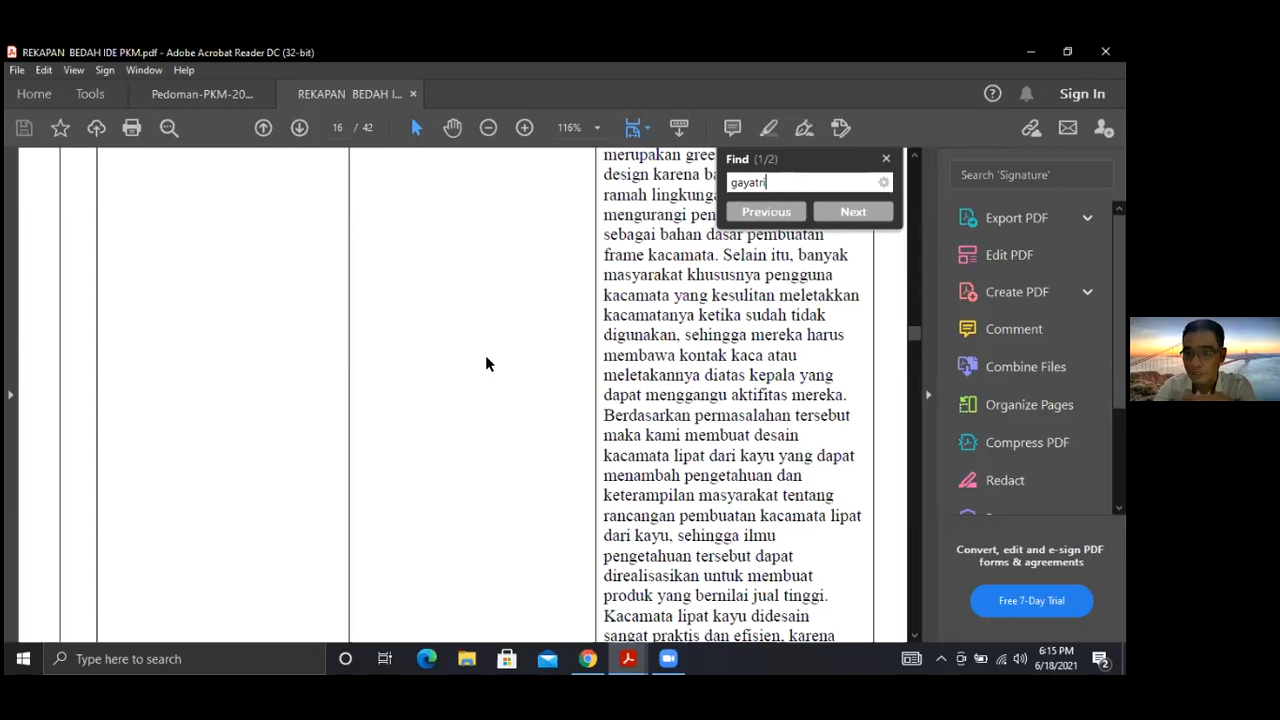 REKAPAN BEDAH IDE PKM.pdf - Adobe Acrobat Reader DC (32-bit)
File Edit View Sign Window Help
Home Tools Pedoman-PKM-20... REKAPAN BEDAH I... Sign In
16 / 42 116%
Find (1/2)
gayatri
Previous Next
merupakan gree
design karena ba
ramah lingkunga
mengurangi pen
sebagai bahan dasar pembuatan
frame kacamata. Selain itu, banyak
masyarakat khususnya pengguna
kacamata yang kesulitan meletakkan
kacamatanya ketika sudah tidak
digunakan, sehingga mereka harus
membawa kontak kaca atau
meletakannya diatas kepala yang
dapat menggangu aktifitas mereka.
Berdasarkan permasalahan tersebut
maka kami membuat desain
kacamata lipat dari kayu yang dapat
menambah pengetahuan dan
keterampilan masyarakat tentang
rancangan pembuatan kacamata lipat
dari kayu, sehingga ilmu
pengetahuan tersebut dapat
direalisasikan untuk membuat
produk yang bernilai jual tinggi.
Kacamata lipat kayu didesain
sangat praktis dan efisien, karena
Search 'Signature'
Export PDF
Edit PDF
Create PDF
Comment
Combine Files
Organize Pages
Compress PDF
Redact
Convert, edit and e-sign PDF
forms & agreements
Free 7-Day Trial
Type here to search
6:15 PM
6/18/2021
2